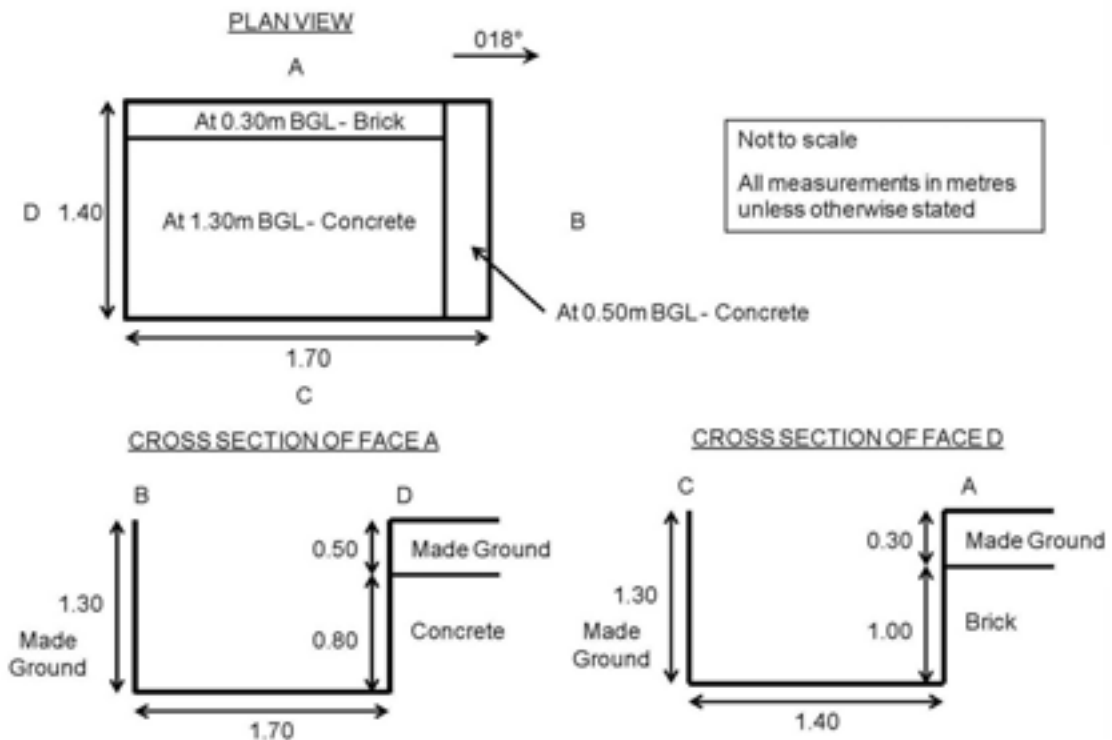 PLAN VIEW
018°
A
At 0.30m BGL - Brick
Not to scale
All measurements in metres
unless otherwise stated
D
1.40
At 1.30m BGL - Concrete
B
At 0.50m BGL - Concrete
1.70
C
CROSS SECTION OF FACE A
B
D
0.50
Made Ground
1.30
Made
Ground
0.80
Concrete
1.70
CROSS SECTION OF FACE D
C
A
0.30
Made Ground
1.30
Made
Ground
1.00
Brick
1.40